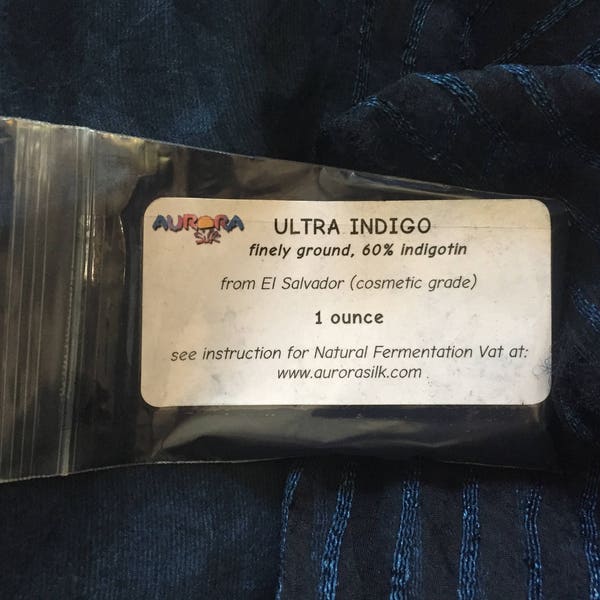 AURORA
Silk
ULTRA INDIGO
finely ground, 60% indigotin
from El Salvador (cosmetic grade)
1 ounce
see instruction for Natural Fermentation Vat at:
www.aurorasilk.com